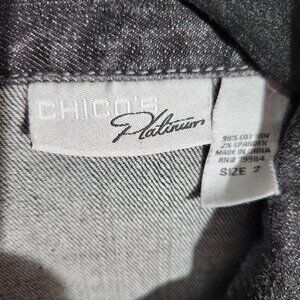 CHICO'S
Platinum
98% COTTON
2% SPANDEX
MADE IN CHINA
RN# 79984
SIZE 2